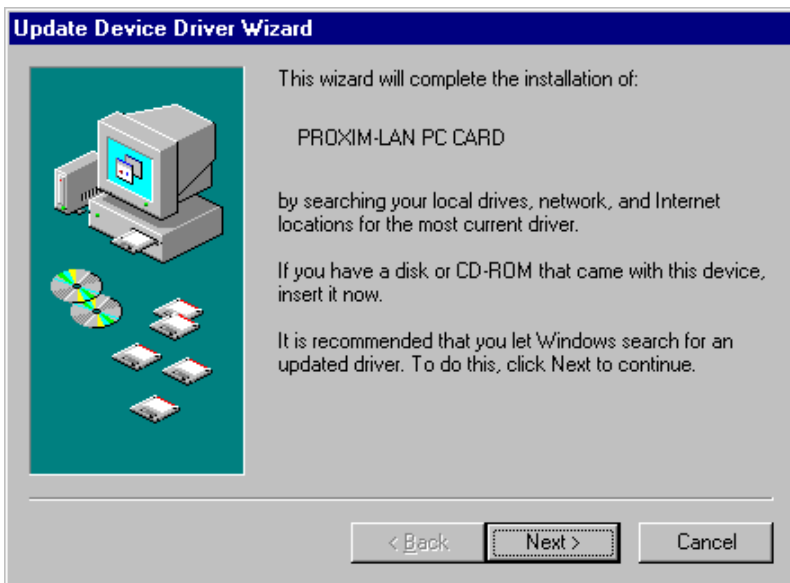 Update Device Driver Wizard
This wizard will complete the installation of:
PROXIM-LAN PC CARD
by searching your local drives, network, and Internet
locations for the most current driver.
If you have a disk or CD-ROM that came with this device,
insert it now.
It is recommended that you let Windows search for an
updated driver. To do this, click Next to continue.
< Back
Next >
Cancel